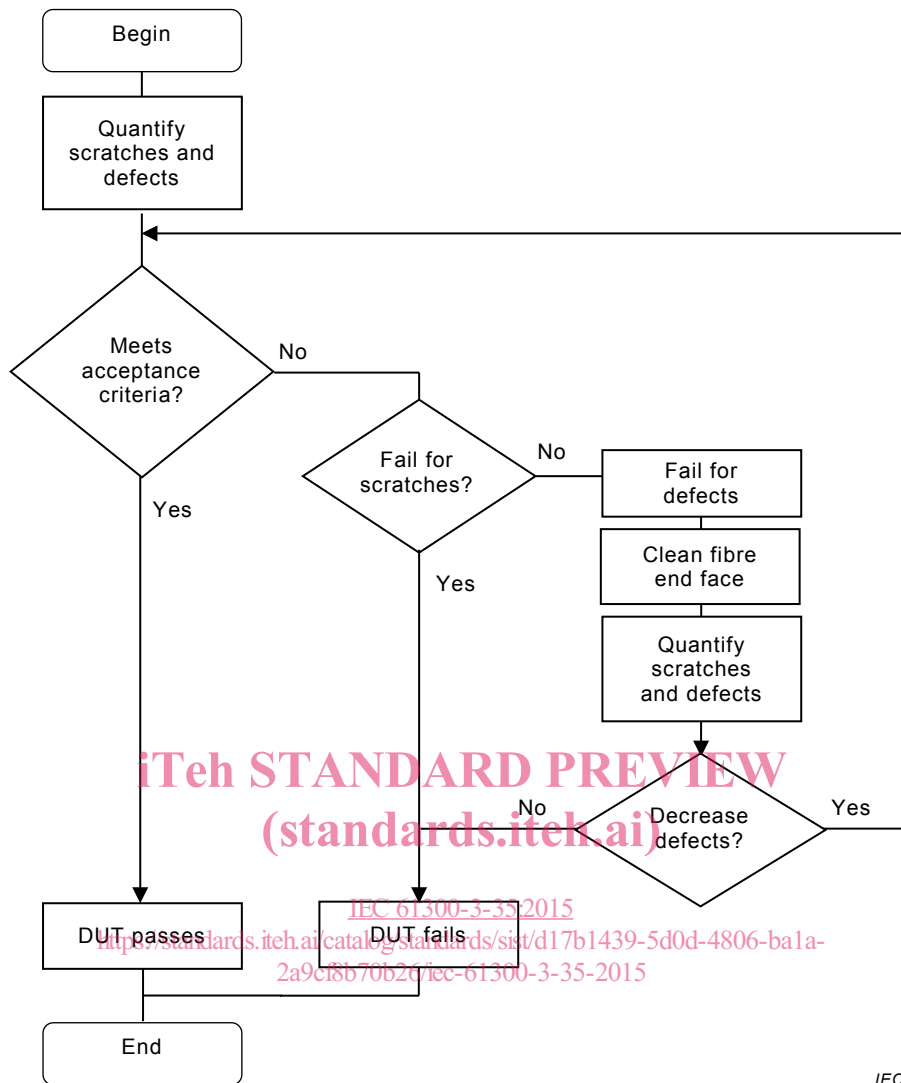 Begin
Quantify
scratches and
defects
Meets
acceptance
criteria?
No
Yes
Fail for
scratches?
No
Yes
Fail for
defects
Clean fibre
end face
Quantify
scratches
and defects
Decrease
defects?
No
Yes
iTeh STANDARD PREVIEW
(standards.iteh.ai)
IEC 61300-3-35:2015
https://standards.iteh.ai/catalog/standards/sist/d17b1439-5d0d-4806-ba1a-
2a9cf8b70b26/iec-61300-3-35-2015
DUT passes
DUT fails
End
IEC